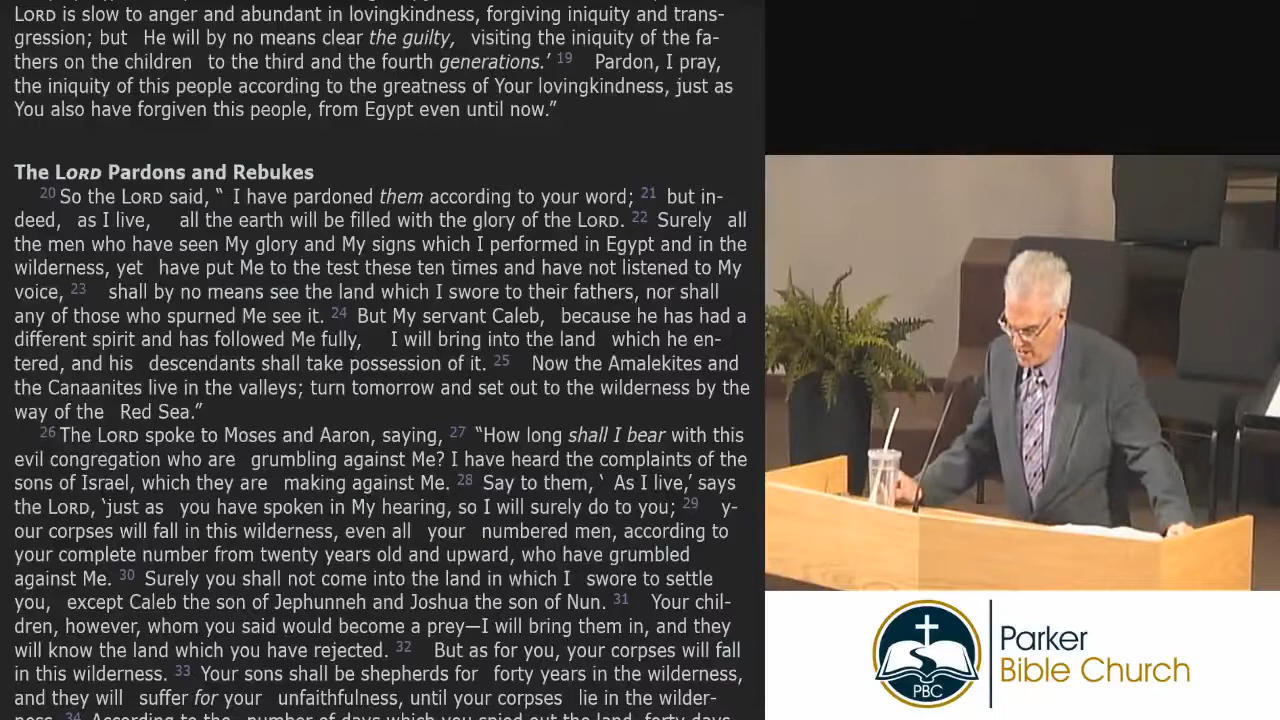 LORD is slow to anger and abundant in lovingkindness, forgiving iniquity and trans-
gression; but He will by no means clear the guilty, visiting the iniquity of the fa-
thers on the children to the third and the fourth generations.’ 19 Pardon, I pray,
the iniquity of this people according to the greatness of Your lovingkindness, just as
You also have forgiven this people, from Egypt even until now.”
The LORD Pardons and Rebukes
20 So the LORD said, “ I have pardoned them according to your word; 21 but in-
deed, as I live, all the earth will be filled with the glory of the LORD. 22 Surely all
the men who have seen My glory and My signs which I performed in Egypt and in the
wilderness, yet have put Me to the test these ten times and have not listened to My
voice, 23 shall by no means see the land which I swore to their fathers, nor shall
any of those who spurned Me see it. 24 But My servant Caleb, because he has had a
different spirit and has followed Me fully, I will bring into the land which he en-
tered, and his descendants shall take possession of it. 25 Now the Amalekites and
the Canaanites live in the valleys; turn tomorrow and set out to the wilderness by the
way of the Red Sea.”
26 The LORD spoke to Moses and Aaron, saying, 27 “How long shall I bear with this
evil congregation who are grumbling against Me? I have heard the complaints of the
sons of Israel, which they are making against Me. 28 Say to them, ‘ As I live,’ says
the LORD, ‘just as you have spoken in My hearing, so I will surely do to you; 29 y-
our corpses will fall in this wilderness, even all your numbered men, according to
your complete number from twenty years old and upward, who have grumbled
against Me. 30 Surely you shall not come into the land in which I swore to settle
you, except Caleb the son of Jephunneh and Joshua the son of Nun. 31 Your chil-
dren, however, whom you said would become a prey—I will bring them in, and they
will know the land which you have rejected. 32 But as for you, your corpses will fall
in this wilderness. 33 Your sons shall be shepherds for forty years in the wilderness,
and they will suffer for your unfaithfulness, until your corpses lie in the wilder-
ness. 34 According to the number of days which you spied out the land, forty days
PBC
Parker
Bible Church